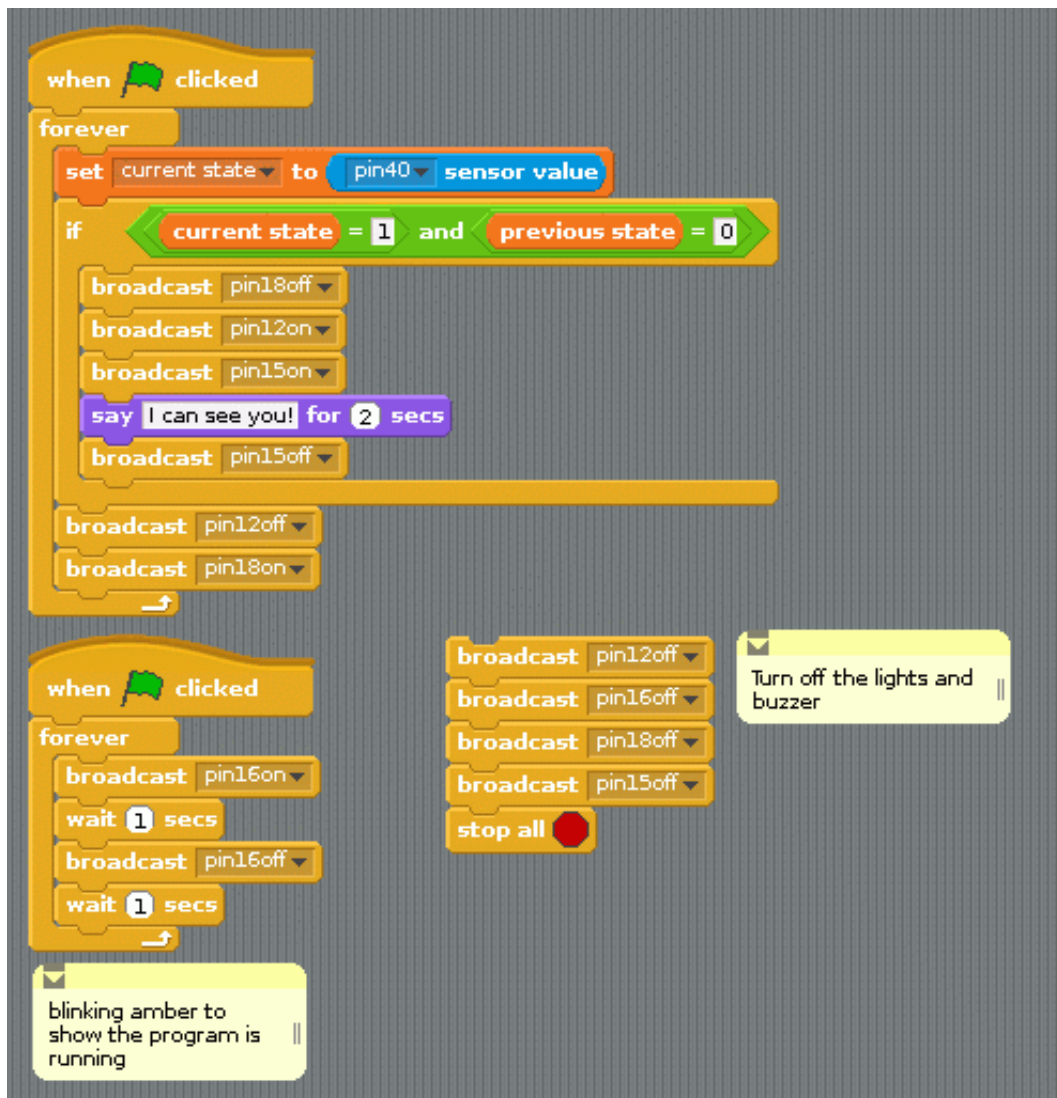 when clicked
forever
set current state to pin40 sensor value
if current state = 1 and previous state = 0
broadcast pin18off
broadcast pin12on
broadcast pin15on
say I can see you! for 2 secs
broadcast pin15off
broadcast pin12off
broadcast pin18on
when clicked
forever
broadcast pin16on
wait 1 secs
broadcast pin16off
wait 1 secs
blinking amber to
show the program is
running
broadcast pin12off
broadcast pin16off
broadcast pin18off
broadcast pin15off
stop all
Turn off the lights and
buzzer